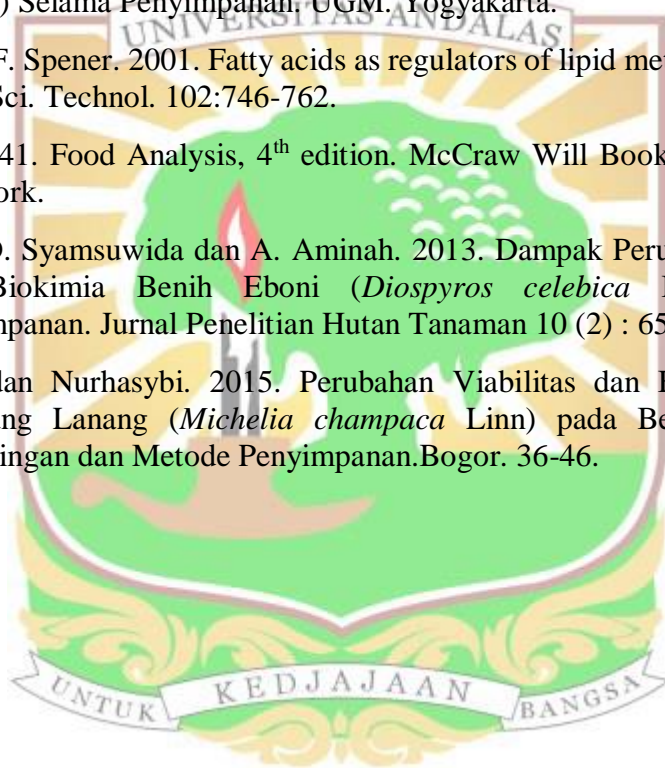 ) Selama Penyimpanan. UGM. Yogyakarta.
UNIVERSITAS ANDALAS
F. Spener. 2001. Fatty acids as regulators of lipid met
Sci. Technol. 102:746-762.
41. Food Analysis, 4th edition. McCraw Will Book
ork.
D. Syamsuwida dan A. Aminah. 2013. Dampak Peru
Biokimia Benih Eboni (Diospyros celebica
mpanan. Jurnal Penelitian Hutan Tanaman 10 (2) : 65
dan Nurhasybi. 2015. Perubahan Viabilitas dan
ang Lanang (Michelia champaca Linn) pada Be
ingan dan Metode Penyimpanan.Bogor. 36-46.
UNTUK KEDJAJAAN BANGSA